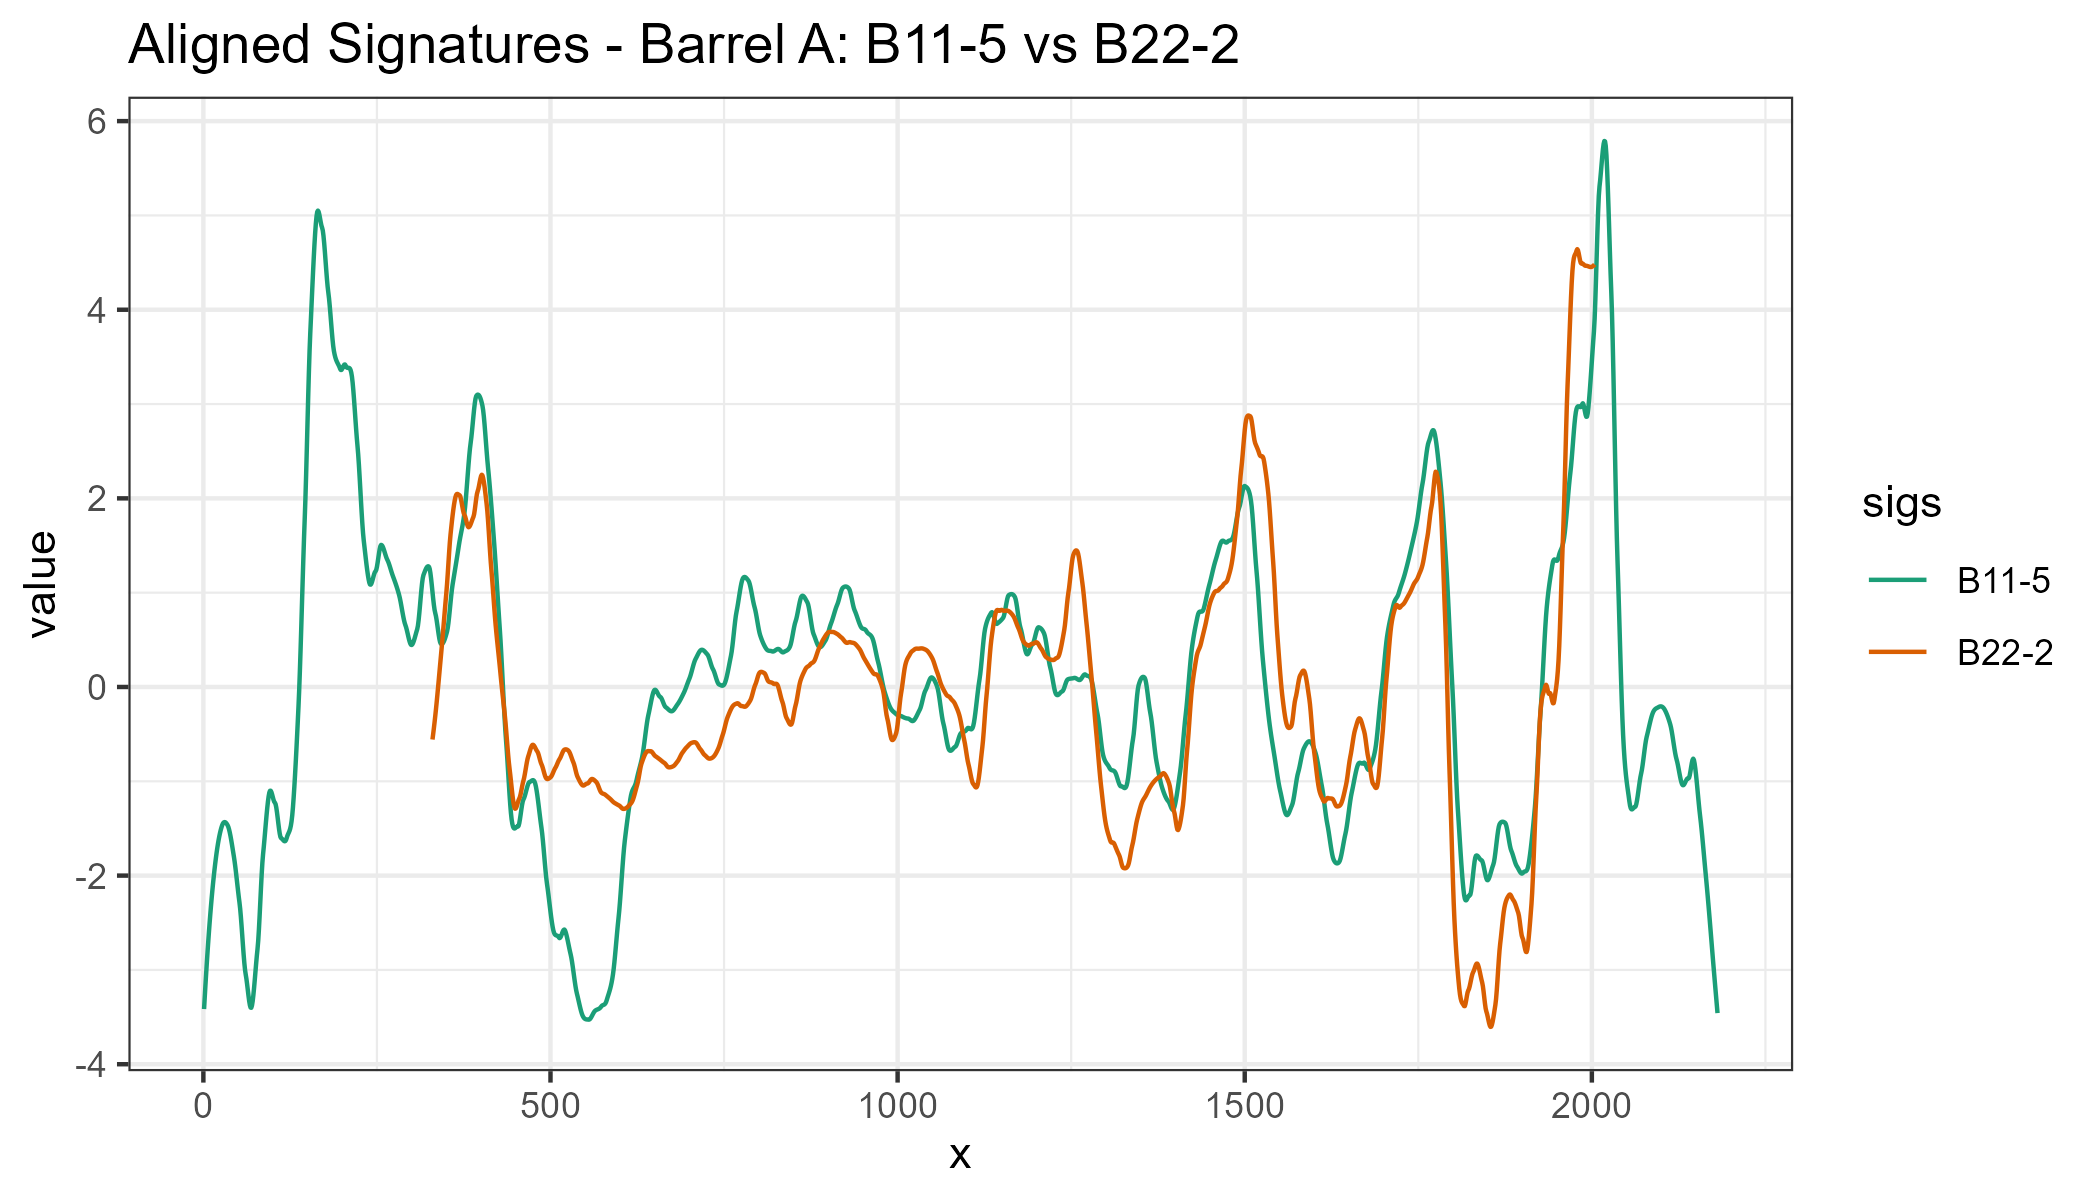 Aligned Signatures - Barrel A: B11-5 vs B22-2
6
4
2
0
-2
-4
value
0 500 1000 1500 2000
x
sigs
B11-5
B22-2